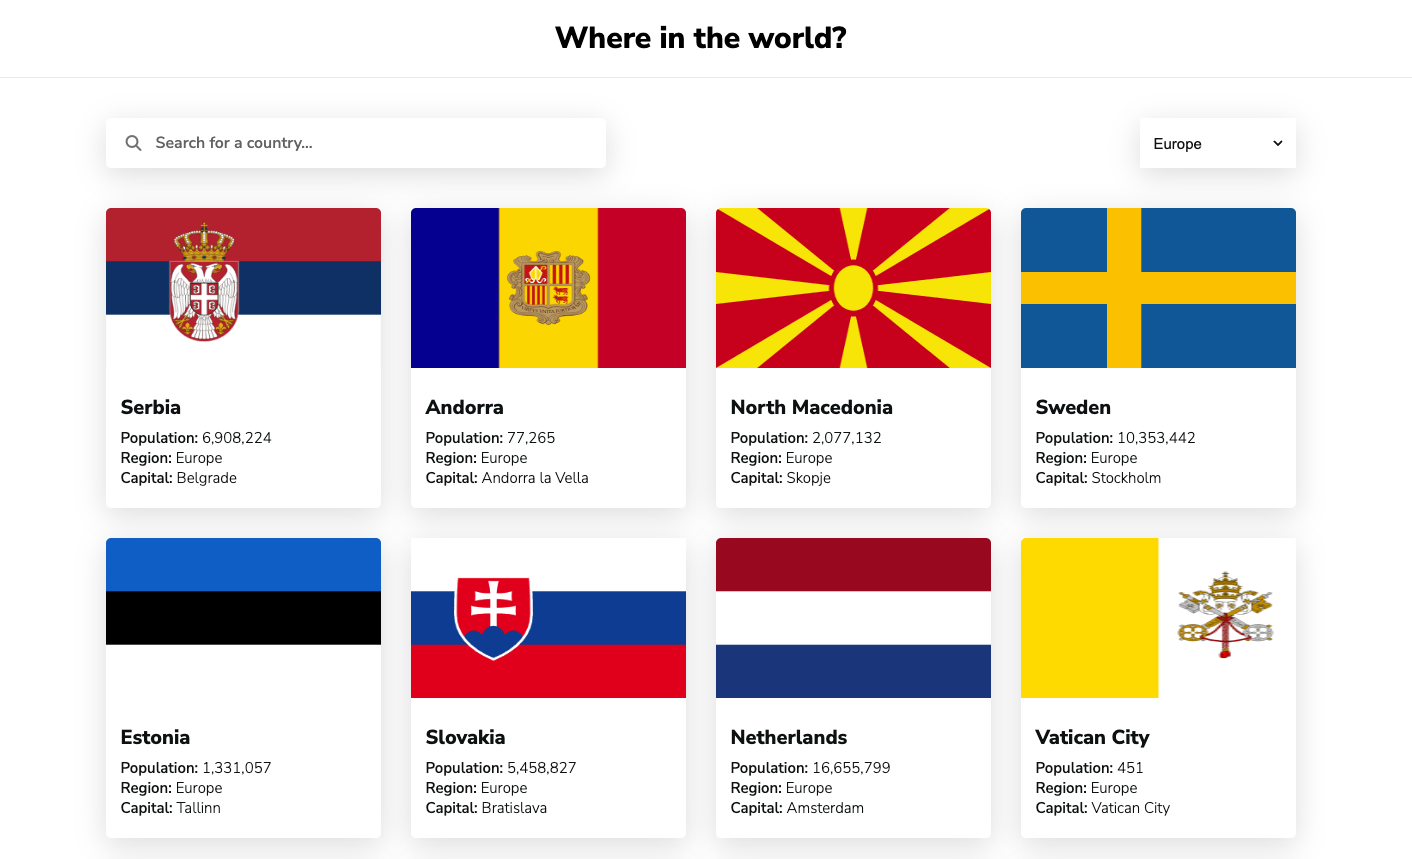 Where in the world?
Search for a country...
Europe
Serbia
Population: 6,908,224
Region: Europe
Capital: Belgrade
Andorra
Population: 77,265
Region: Europe
Capital: Andorra la Vella
North Macedonia
Population: 2,077,132
Region: Europe
Capital: Skopje
Sweden
Population: 10,353,442
Region: Europe
Capital: Stockholm
Estonia
Population: 1,331,057
Region: Europe
Capital: Tallinn
Slovakia
Population: 5,458,827
Region: Europe
Capital: Bratislava
Netherlands
Population: 16,655,799
Region: Europe
Capital: Amsterdam
Vatican City
Population: 451
Region: Europe
Capital: Vatican City